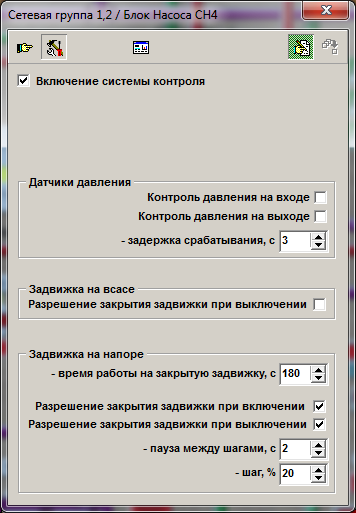 Сетевая группа 1,2 / Блок Насоса СН4
Включение системы контроля
Датчики давления
Контроль давления на входе
Контроль давления на выходе
- задержка срабатывания, с 3
Задвижка на всасе
Разрешение закрытия задвижки при выключении
Задвижка на напоре
- время работы на закрытую задвижку, с 180
Разрешение закрытия задвижки при включении
Разрешение закрытия задвижки при выключении
- пауза между шагами, с 2
- шаг, % 20